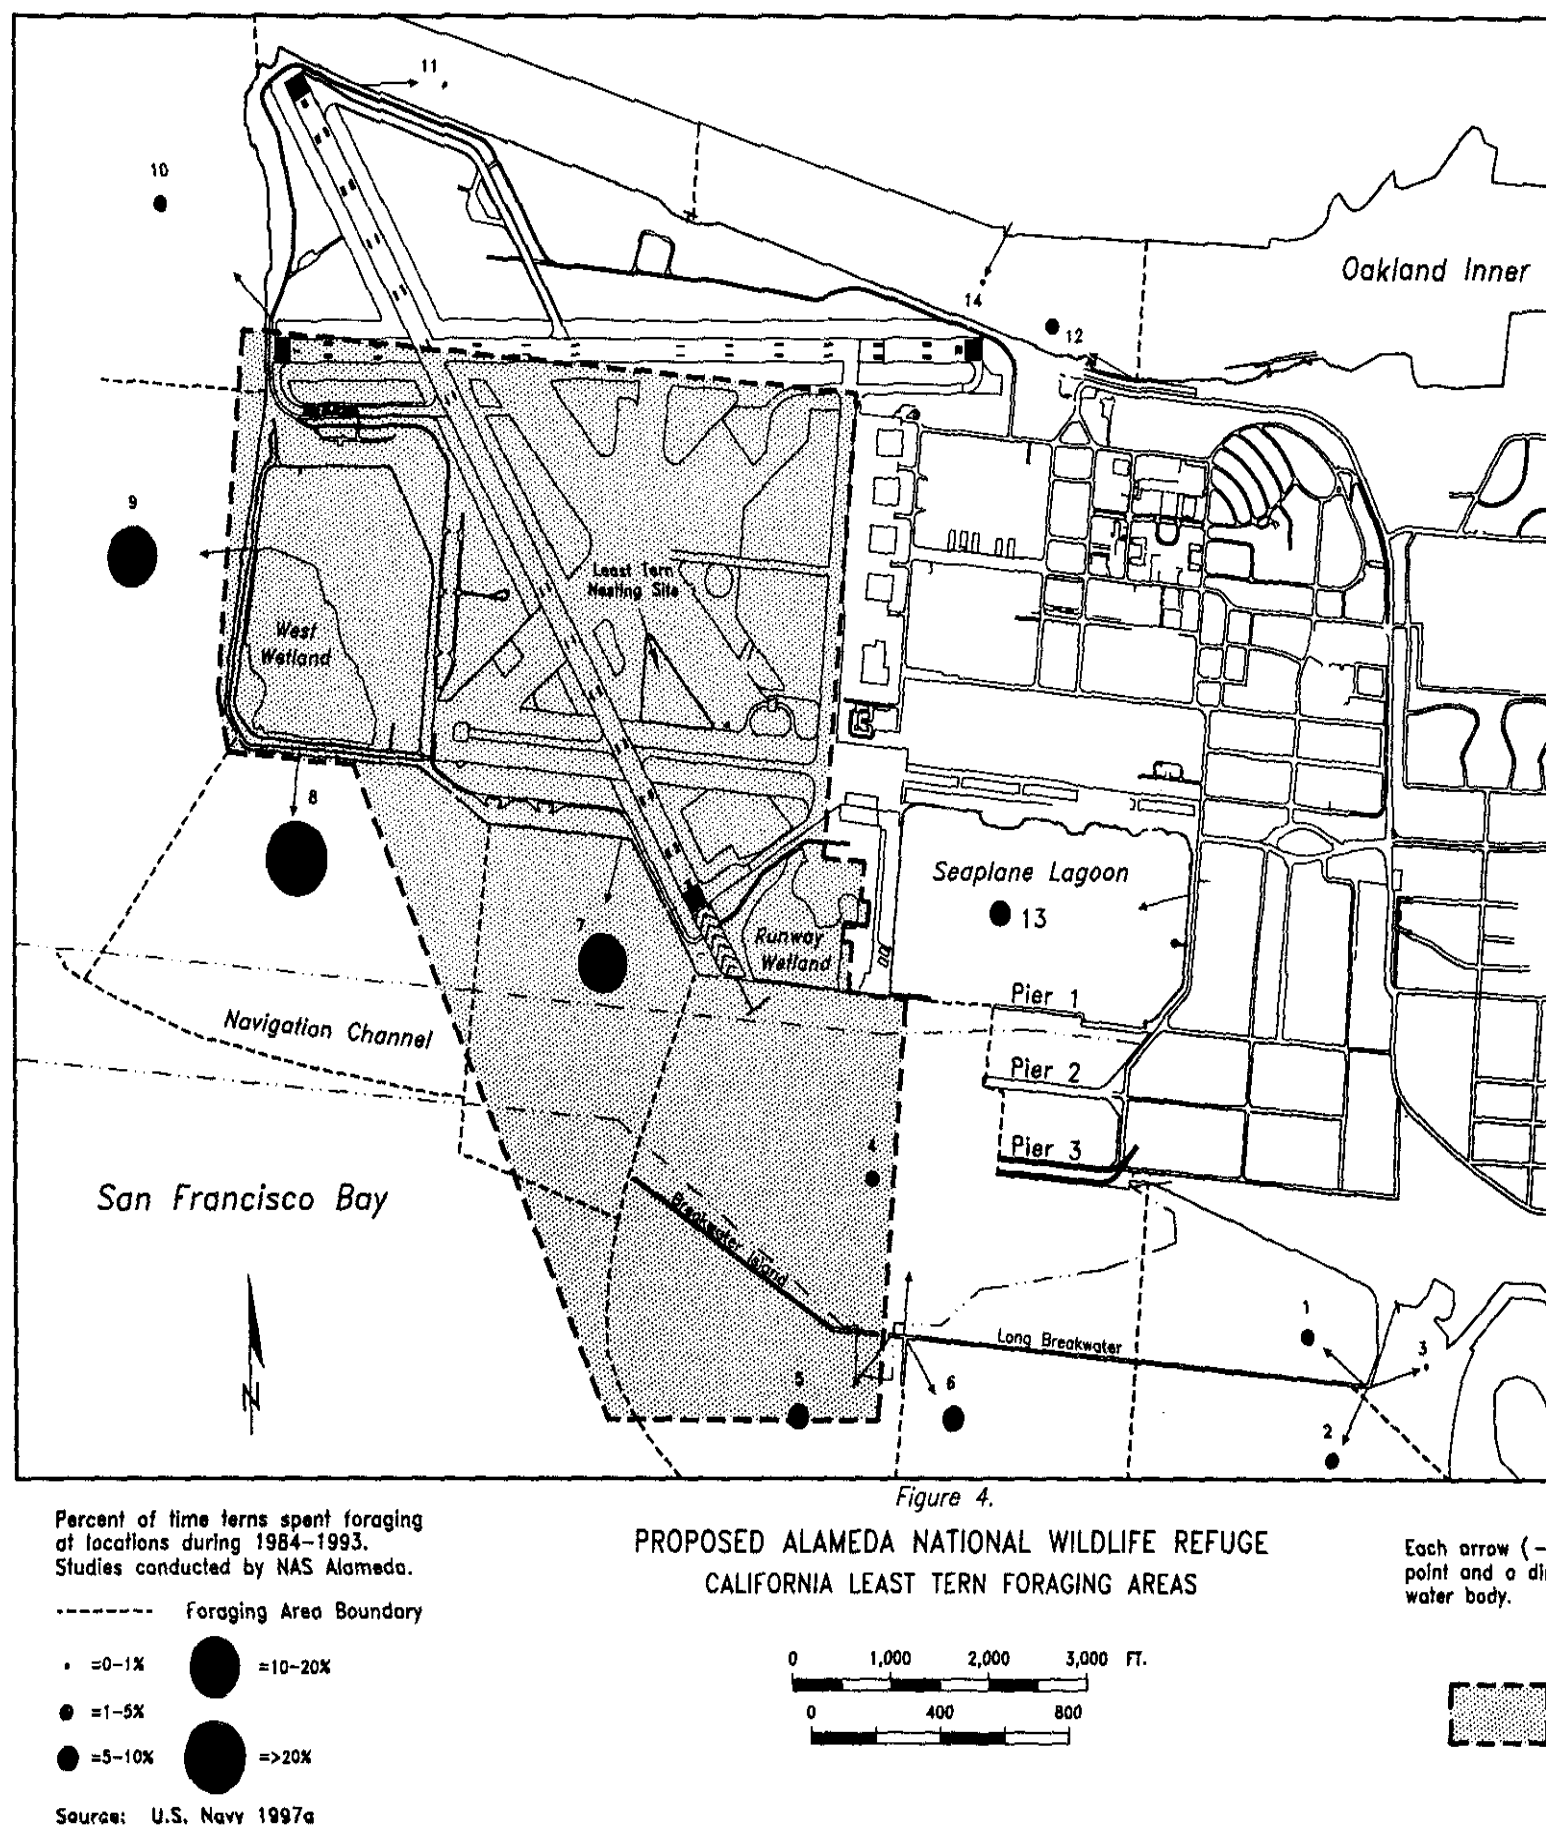 11
10
Oakland Inner
14
12
9
Least Tern
Nesting Site
West
Wetland
8
Seaplane Lagoon
13
7
Runway
Wetland
Pier 1
Navigation Channel
Pier 2
4
Pier 3
San Francisco Bay
Breakwater Island
1
Long Breakwater
3
5
6
N
2
Figure 4.
PROPOSED ALAMEDA NATIONAL WILDLIFE REFUGE
CALIFORNIA LEAST TERN FORAGING AREAS
Percent of time terns spent foraging
at locations during 1984-1993.
Studies conducted by NAS Alameda.
Foraging Area Boundary
=0-1%
=10-20%
=1-5%
=5-10%
=>20%
Source: U.S. Navy 1997a
0 1,000 2,000 3,000 FT.
0 400 800
Each arrow (-
point and a di
water body.